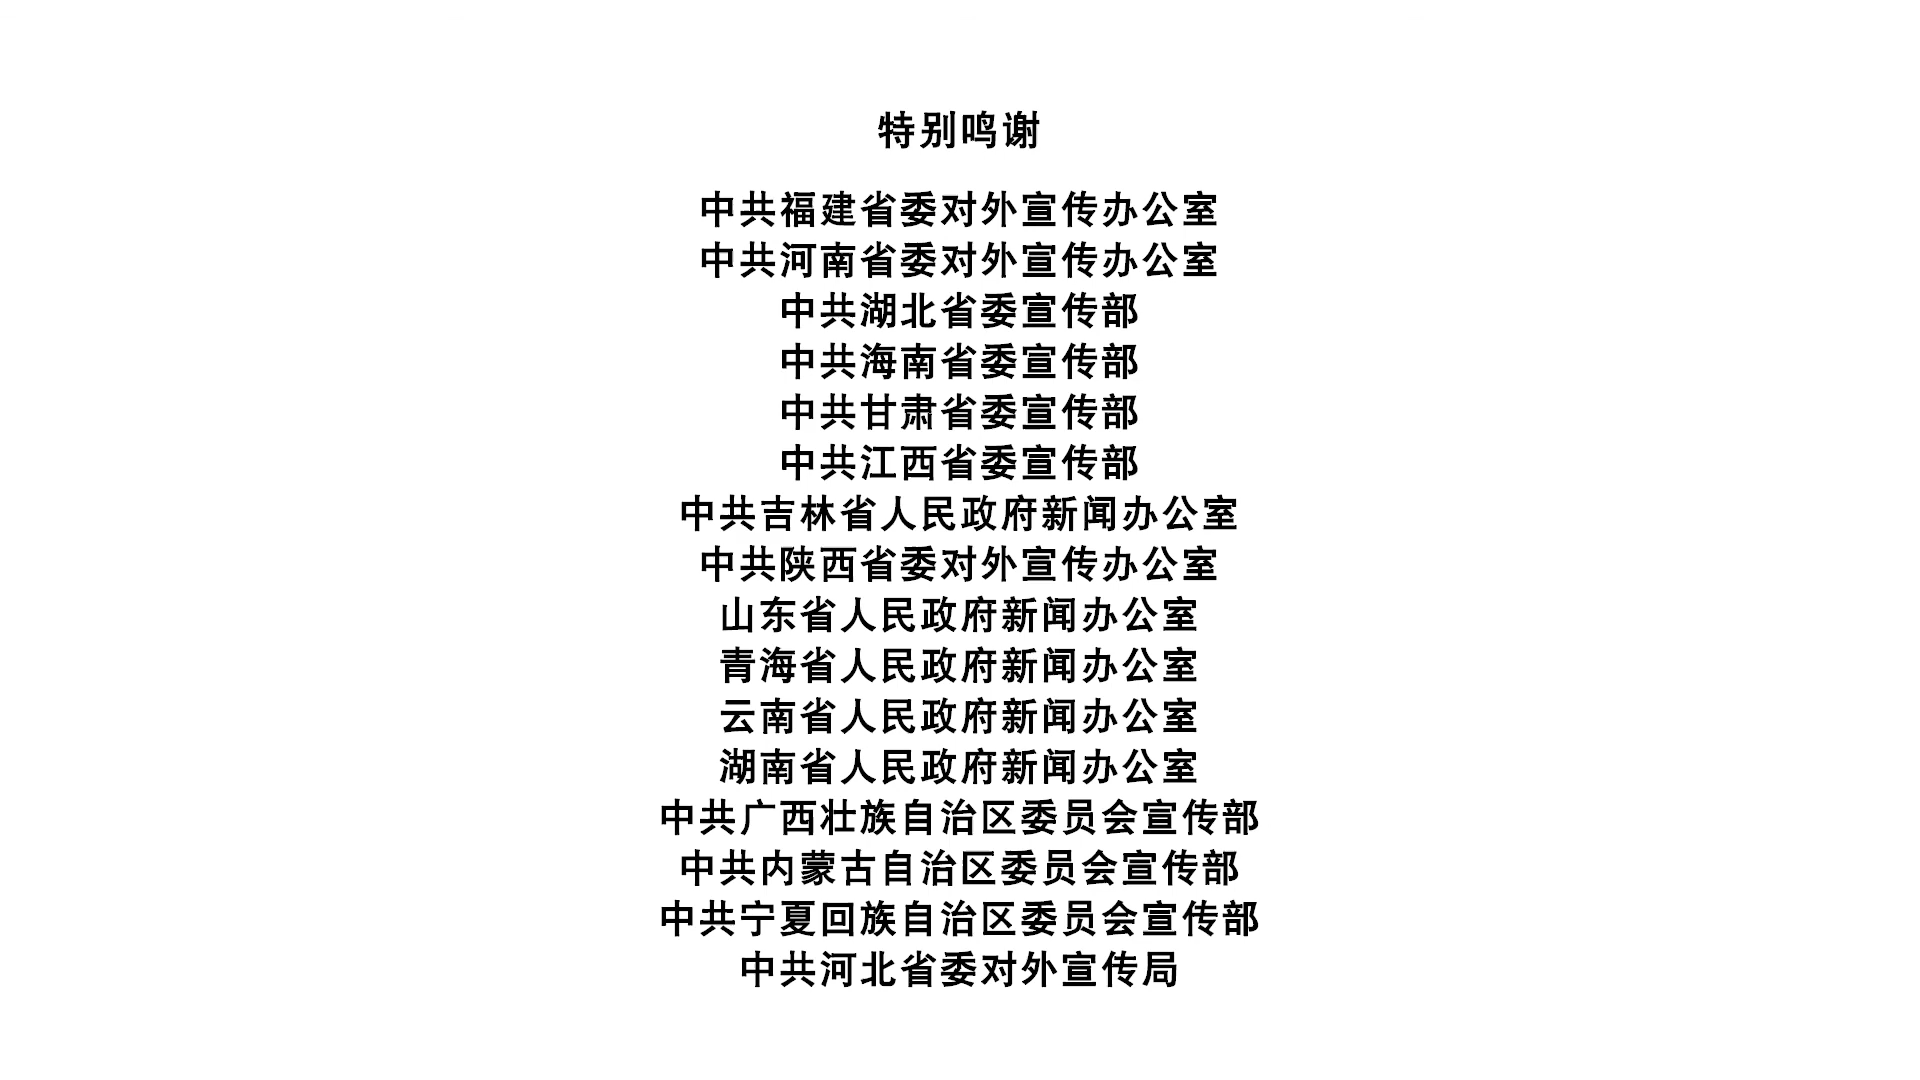 特别鸣谢
中共福建省委对外宣传办公室
中共河南省委对外宣传办公室
中共湖北省委宣传部
中共海南省委宣传部
中共甘肃省委宣传部
中共江西省委宣传部
中共吉林省人民政府新闻办公室
中共陕西省委对外宣传办公室
山东省人民政府新闻办公室
青海省人民政府新闻办公室
云南省人民政府新闻办公室
湖南省人民政府新闻办公室
中共广西壮族自治区委员会宣传部
中共内蒙古自治区委员会宣传部
中共宁夏回族自治区委员会宣传部
中共河北省委对外宣传局